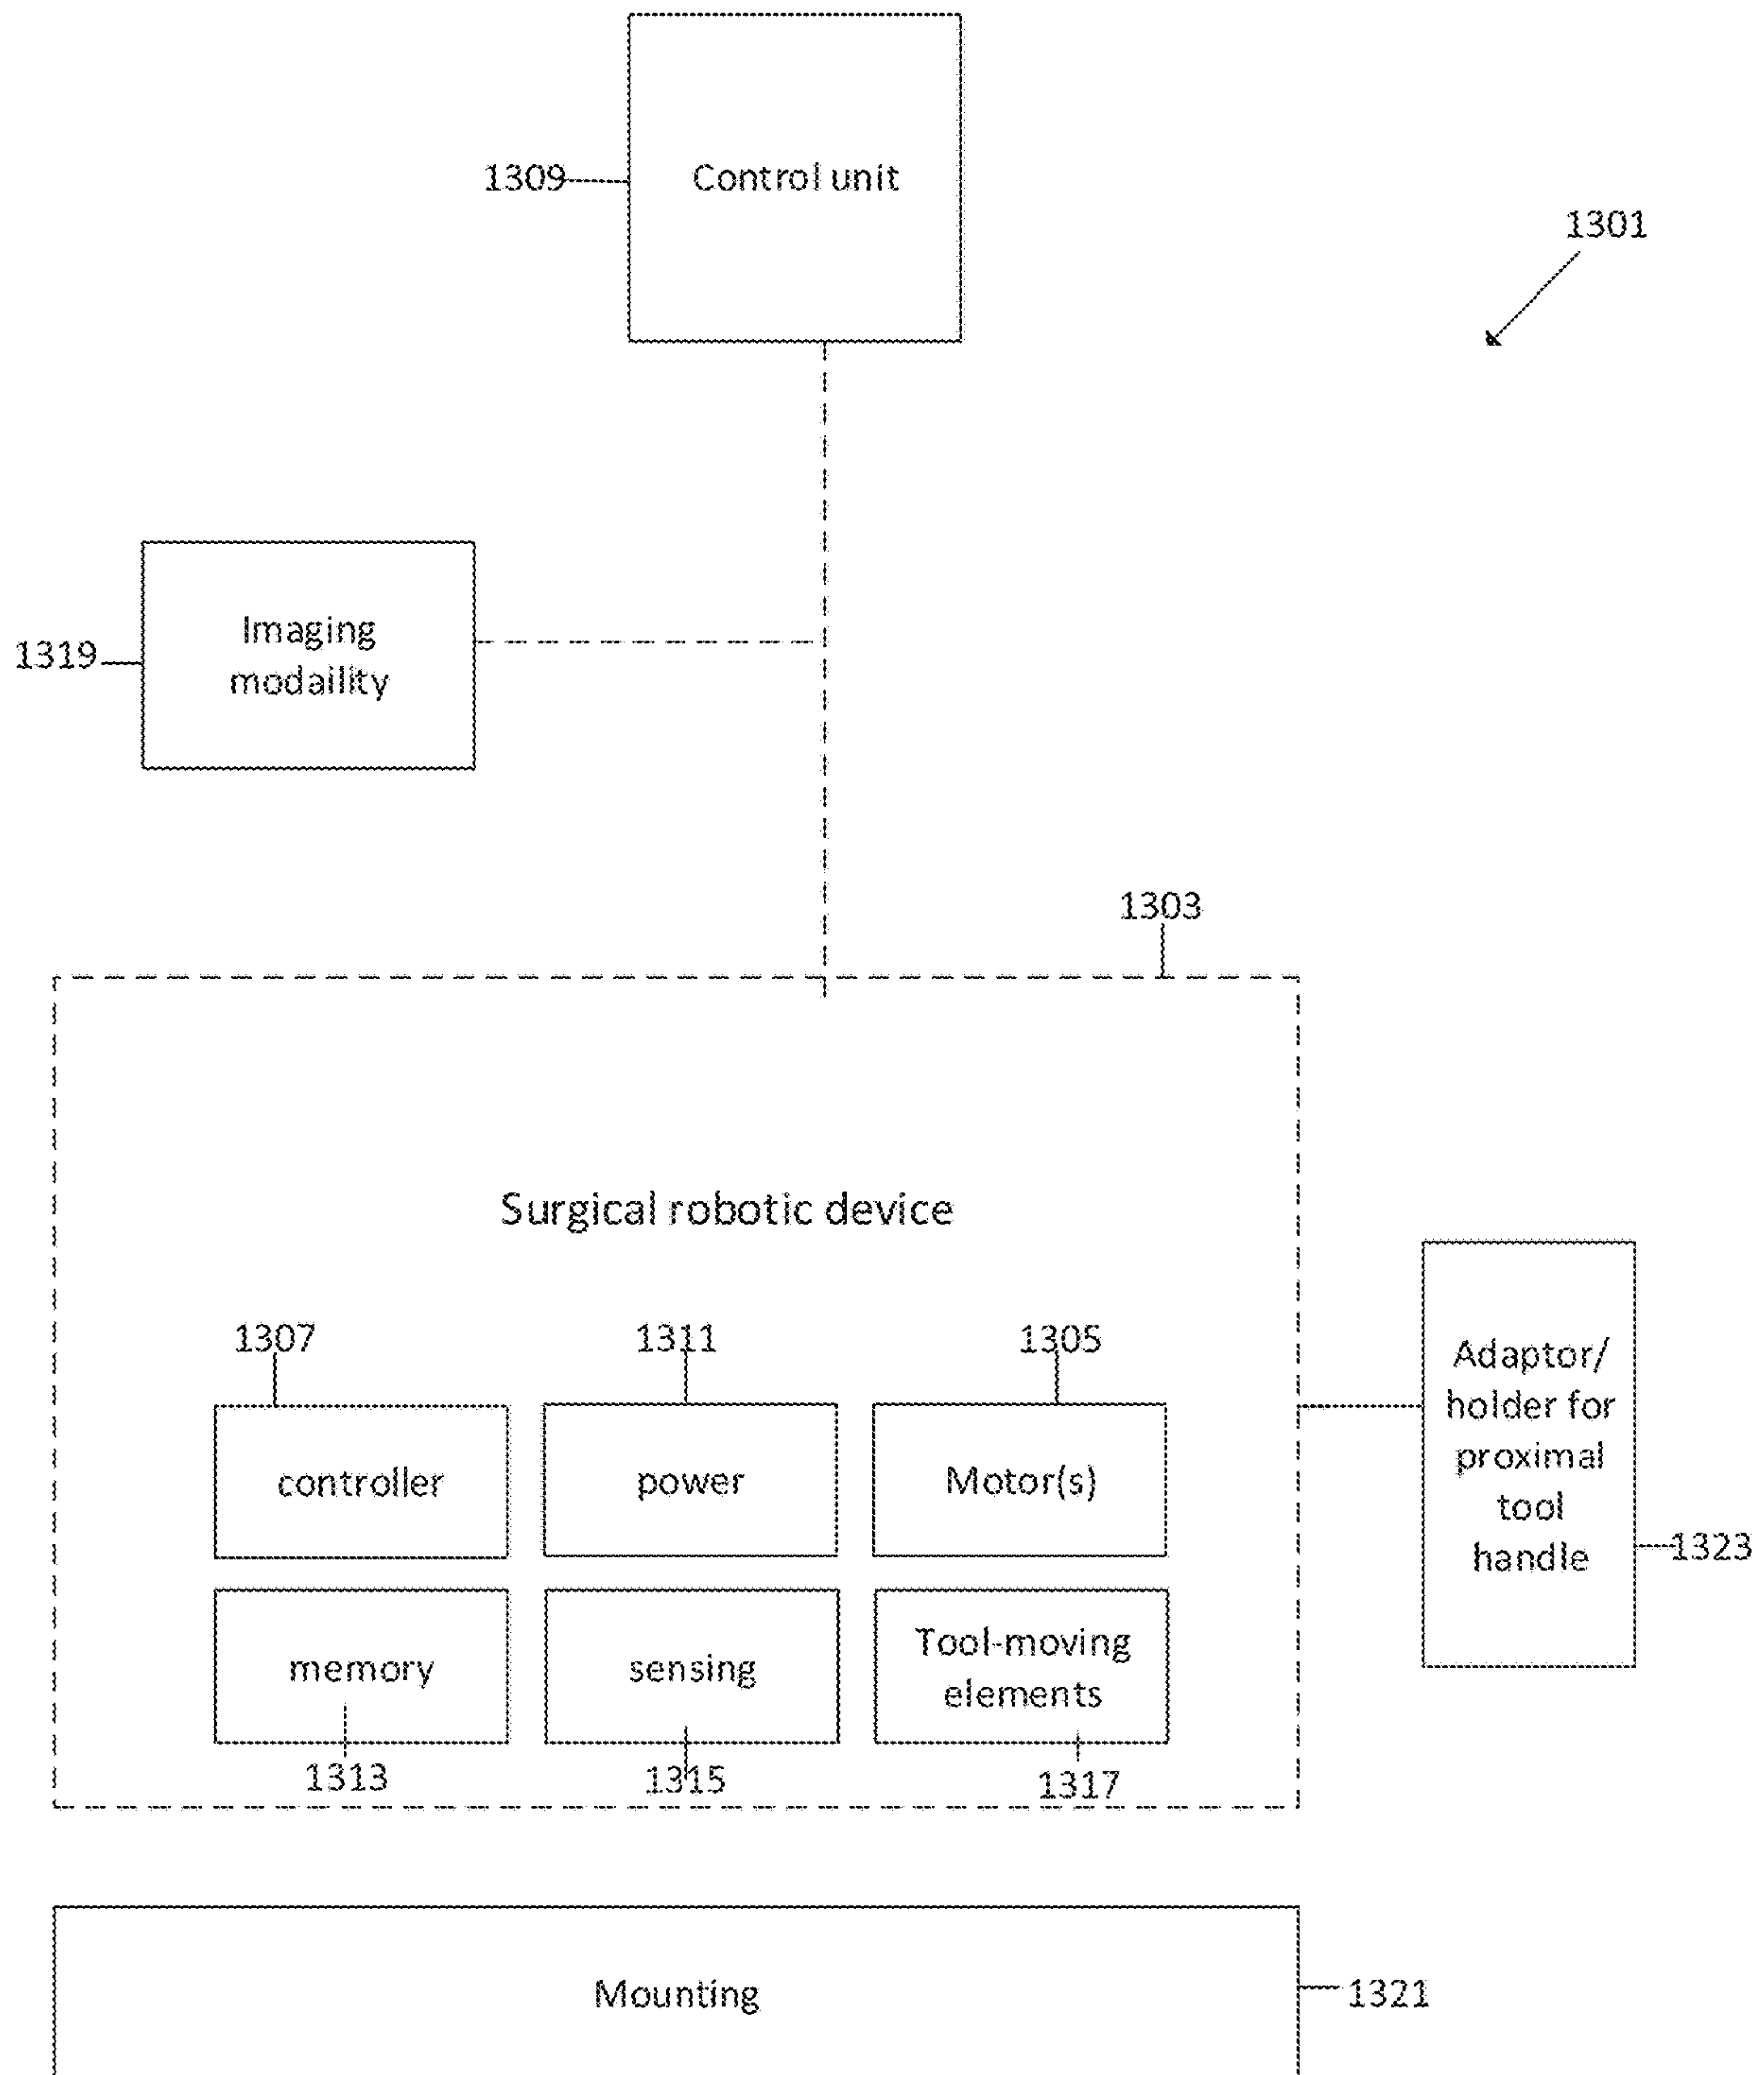 1309
Control unit
1301
Imaging
modaility
1319
1303
Surgical robotic device
1307
1311
1305
controller
power
Motor(s)
memory
sensing
Tool-moving
elements
1313
1315
1317
Adaptor/
holder for
proximal
tool
handle
1323
Mounting
1321